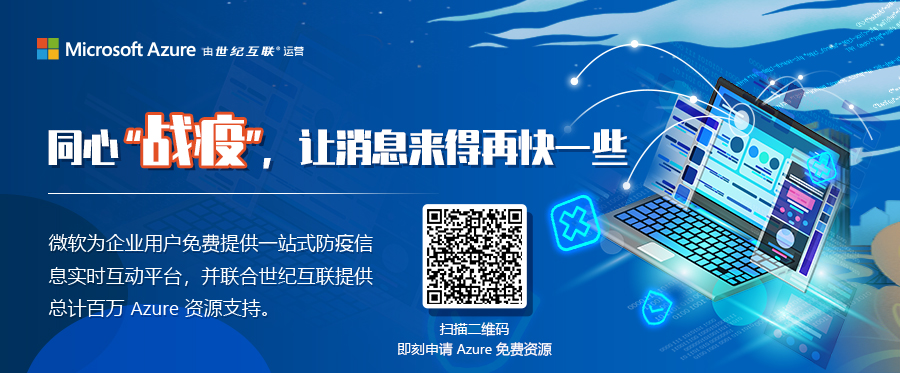 Microsoft Azure 由世纪互联®运营
同心“战疫”，让消息来得再快一些
微软为企业用户免费提供一站式防疫信
息实时互动平台，并联合世纪互联提供
总计百万 Azure 资源支持。
扫描二维码
即刻申请 Azure 免费资源